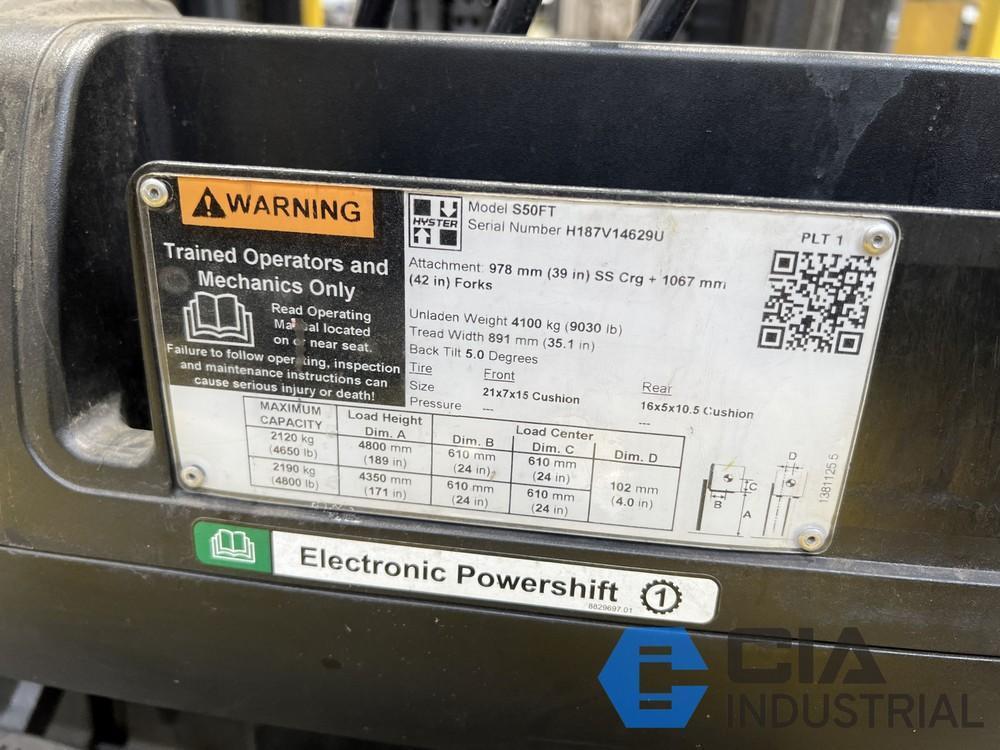 WARNING
Trained Operators and
Mechanics Only
Read Operating
Manual located
on or near seat.
Failure to follow operating, inspection
and maintenance instructions can
cause serious injury or death!
HYSTER
Model S50FT
Serial Number H187V14629U
PLT 1
Attachment 978 mm (39 in) SS Crg + 1067 mm
(42 in) Forks
Unladen Weight 4100 kg (9030 lb)
Tread Width 891 mm (35.1 in)
Back Tilt 5.0 Degrees
Tire Front Rear
Size 21x7x15 Cushion 16x5x10.5 Cushion
Pressure --- ---
MAXIMUM
CAPACITY
Load Height
Dim. A
Load Center
Dim. B Dim. C Dim. D
2120 kg
(4650 lb)
4800 mm
(189 in)
610 mm
(24 in)
610 mm
(24 in)
2190 kg
(4800 lb)
4350 mm
(171 in)
610 mm
(24 in)
610 mm
(24 in)
102 mm
(4.0 in)
B C A
D
1381125 5
Electronic Powershift 1
8829697.01
CIA
INDUSTRIAL